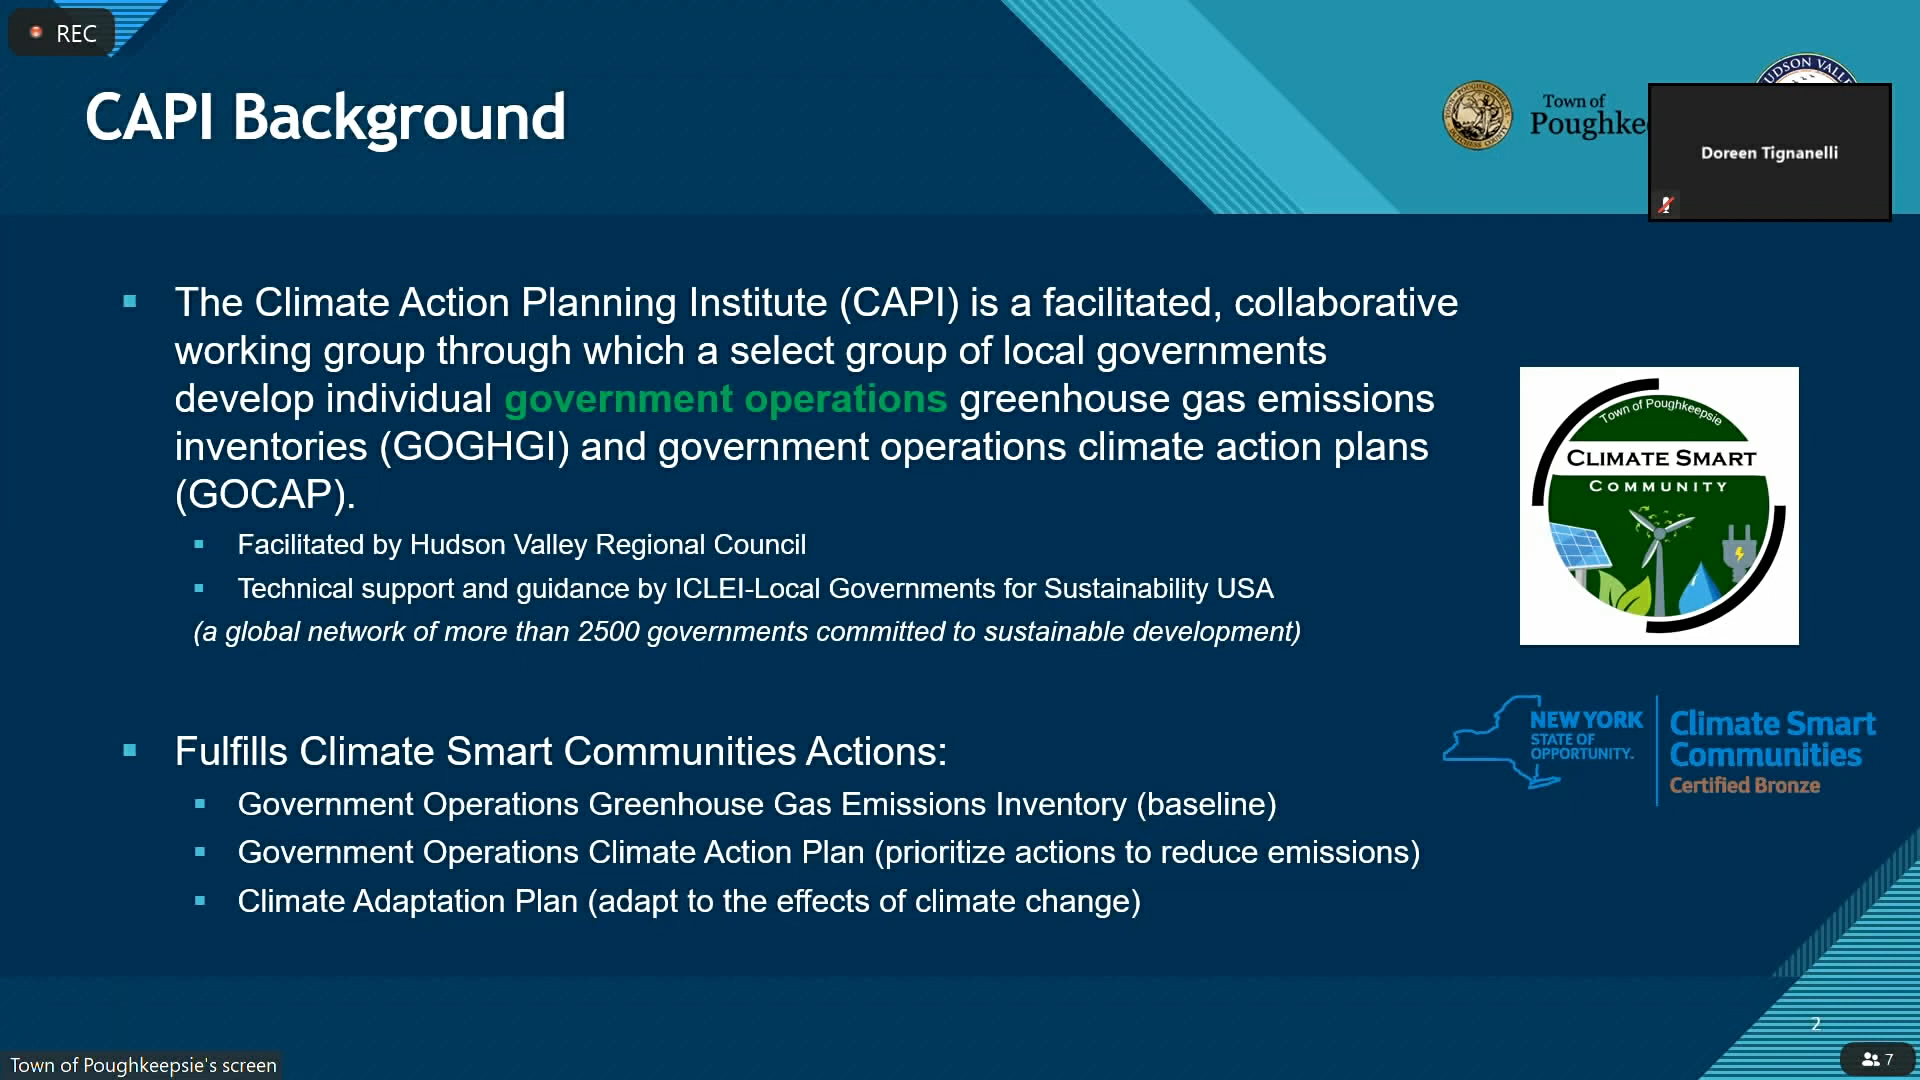 REC
CAPI Background
Town of
Poughke
UDSON VALL
Doreen Tignanelli
▪ The Climate Action Planning Institute (CAPI) is a facilitated, collaborative
working group through which a select group of local governments
develop individual government operations greenhouse gas emissions
inventories (GOGHGI) and government operations climate action plans
(GOCAP).
▪ Facilitated by Hudson Valley Regional Council
▪ Technical support and guidance by ICLEI-Local Governments for Sustainability USA
(a global network of more than 2500 governments committed to sustainable development)
Town of Poughkeepsie
CLIMATE SMART
COMMUNITY
▪ Fulfills Climate Smart Communities Actions:
▪ Government Operations Greenhouse Gas Emissions Inventory (baseline)
▪ Government Operations Climate Action Plan (prioritize actions to reduce emissions)
▪ Climate Adaptation Plan (adapt to the effects of climate change)
NEW YORK
STATE OF
OPPORTUNITY.
Climate Smart
Communities
Certified Bronze
2
Town of Poughkeepsie's screen
7